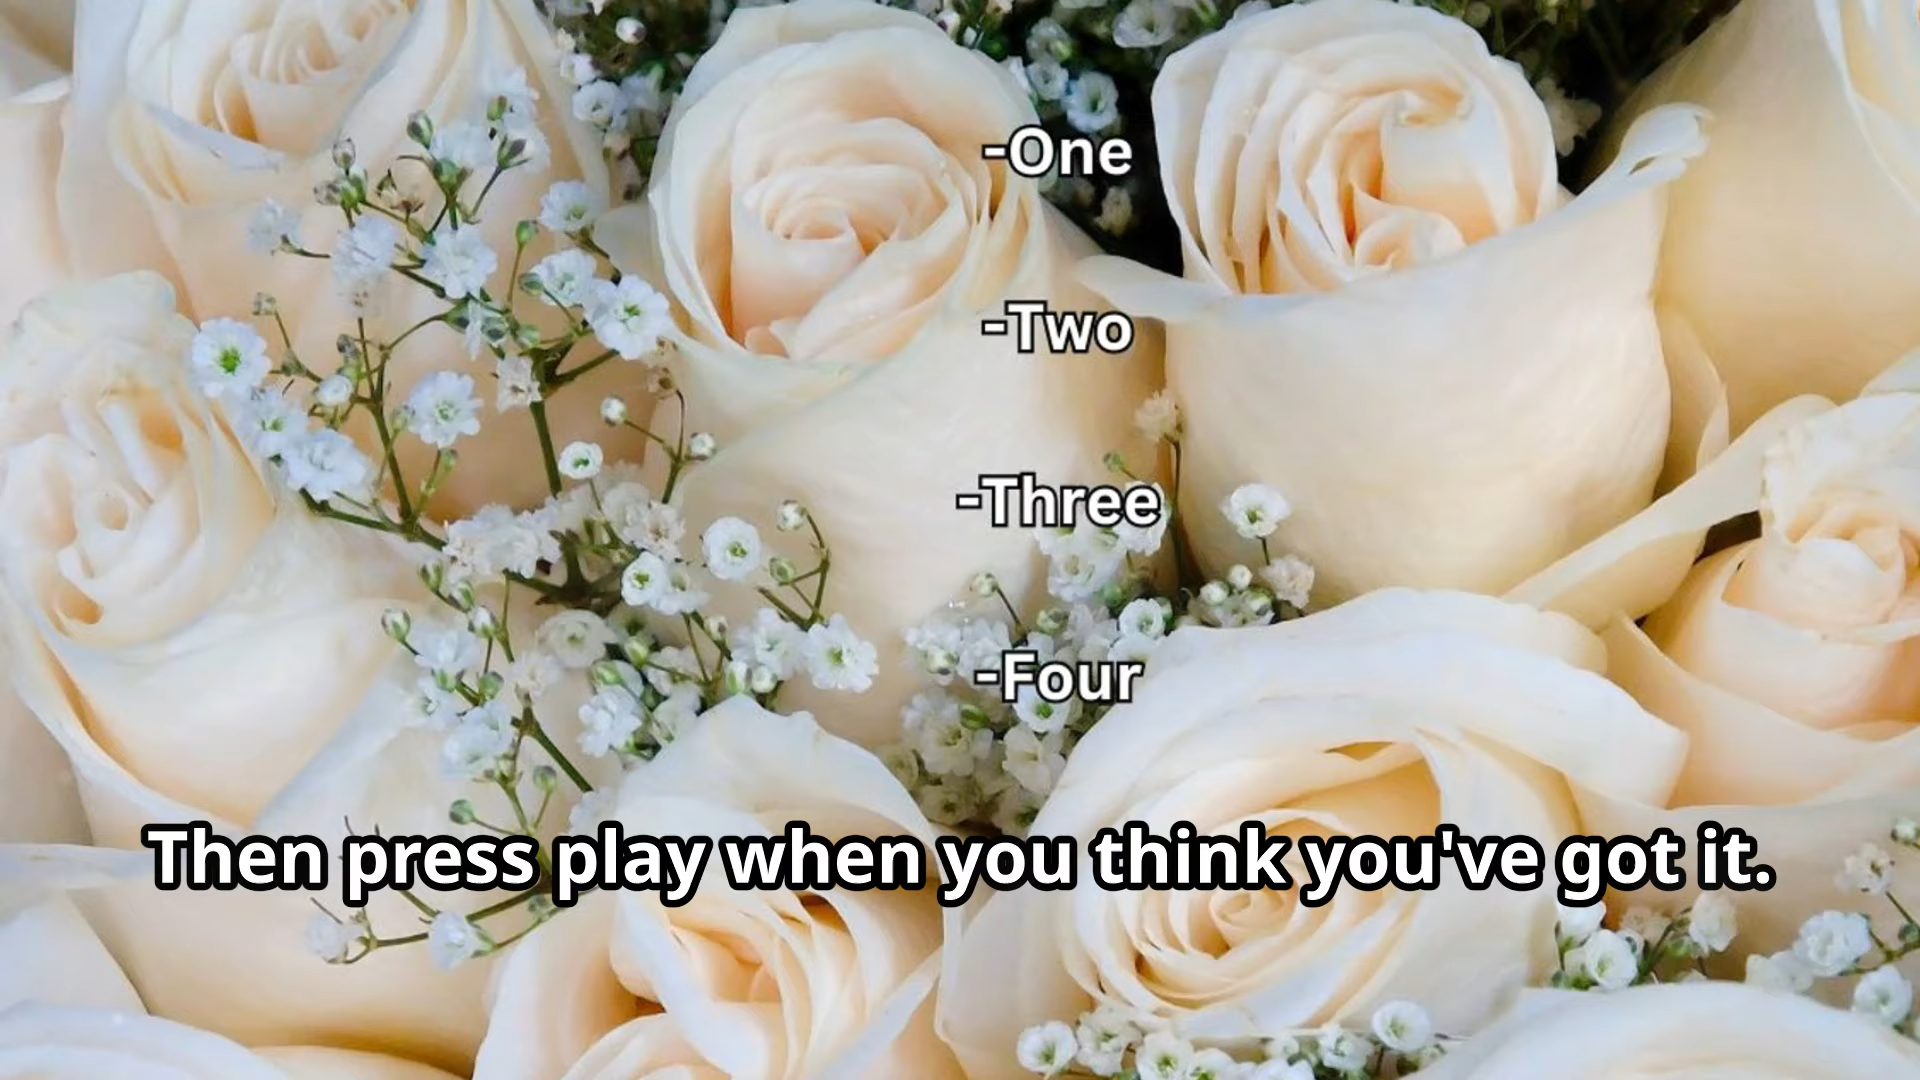 -One
-Two
-Three
-Four
Then press play when you think you've got it.